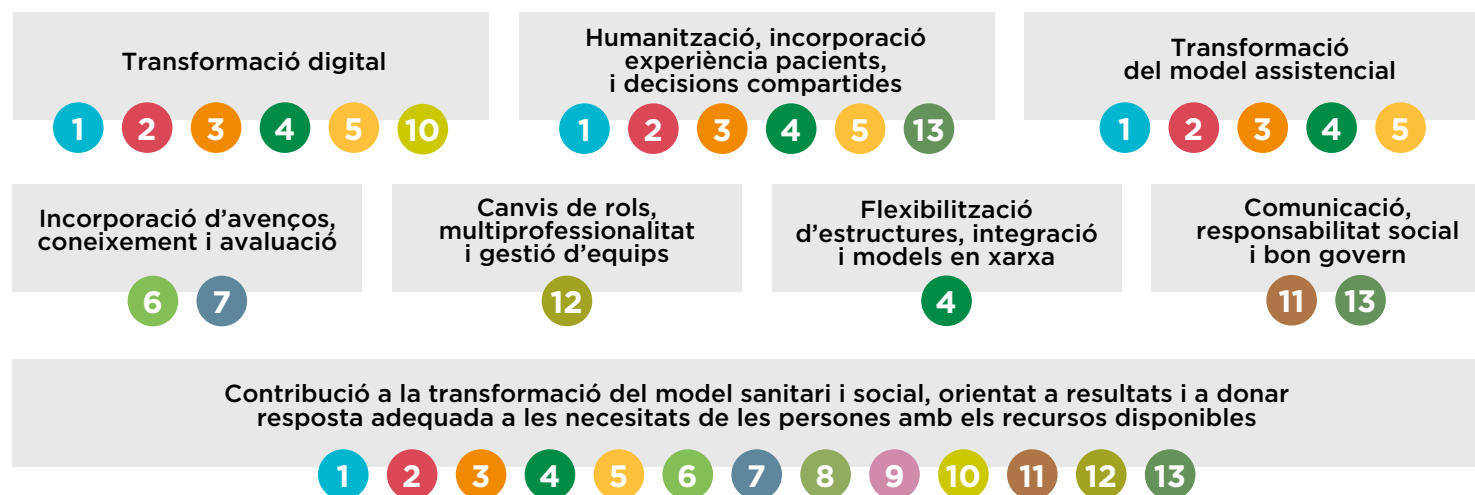 Transformació digital
1 2 3 4 5 10
Humanització, incorporació
experiència pacients,
i decisions compartides
1 2 3 4 5 13
Transformació
del model assistencial
1 2 3 4 5
Incorporació d’avenços,
coneixement i avaluació
6 7
Canvis de rols,
multiprofessionalitat
i gestió d’equips
12
Flexibilització
d’estructures, integració
i models en xarxa
4
Comunicació,
responsabilitat social
i bon govern
11 13
Contribució a la transformació del model sanitari i social, orientat a resultats i a donar
resposta adequada a les necesitats de les persones amb els recursos disponibles
1 2 3 4 5 6 7 8 9 10 11 12 13